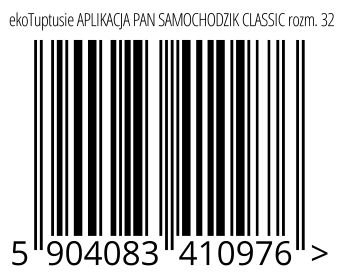 ekoTuptusie APLIKACJA PAN SAMOCHODZIK CLASSIC rozm. 32
5 904083 410976 >